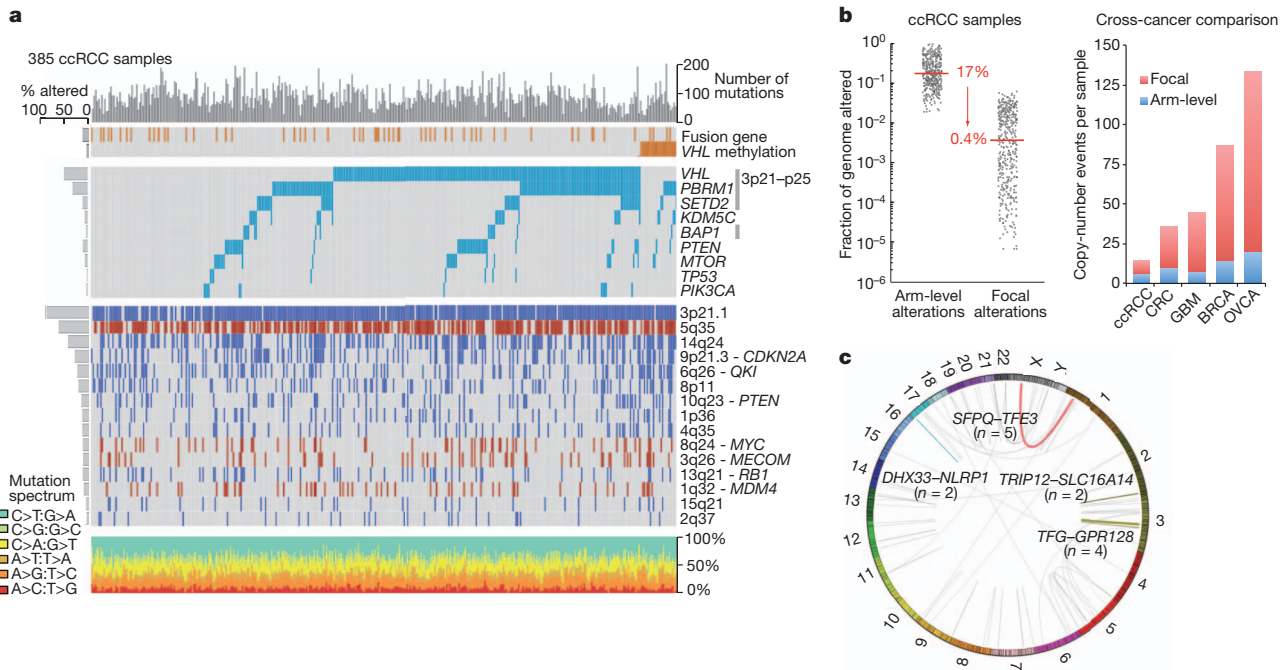 a
385 ccRCC samples
% altered
100 50 0
200
100
0
Number of
mutations
Fusion gene
VHL methylation
VHL
PBRM1
SETD2
KDM5C
BAP1
PTEN
MTOR
TP53
PIK3CA
3p21–p25
3p21.1
5q35
14q24
9p21.3 - CDKN2A
6q26 - QKI
8p11
10q23 - PTEN
1p36
4q35
8q24 - MYC
3q26 - MECOM
13q21 - RB1
1q32 - MDM4
15q21
2q37
Mutation
spectrum
C>T:G>A
C>G:G>C
C>A:G>T
A>T:T>A
A>G:T>C
A>C:T>G
100%
50%
0%
b
ccRCC samples
Fraction of genome altered
10⁰
10⁻¹
10⁻²
10⁻³
10⁻⁴
10⁻⁵
10⁻⁶
17%
0.4%
Arm-level
alterations
Focal
alterations
Cross-cancer comparison
Copy-number events per sample
150
125
100
75
50
25
0
Focal
Arm-level
ccRCC
CRC
GBM
BRCA
OVCA
c
1
2
3
4
5
6
7
8
9
10
11
12
13
14
15
16
17
18
19
20
21
22
X
Y
SFPQ–TFE3
(n = 5)
DHX33–NLRP1
(n = 2)
TRIP12–SLC16A14
(n = 2)
TFG–GPR128
(n = 4)